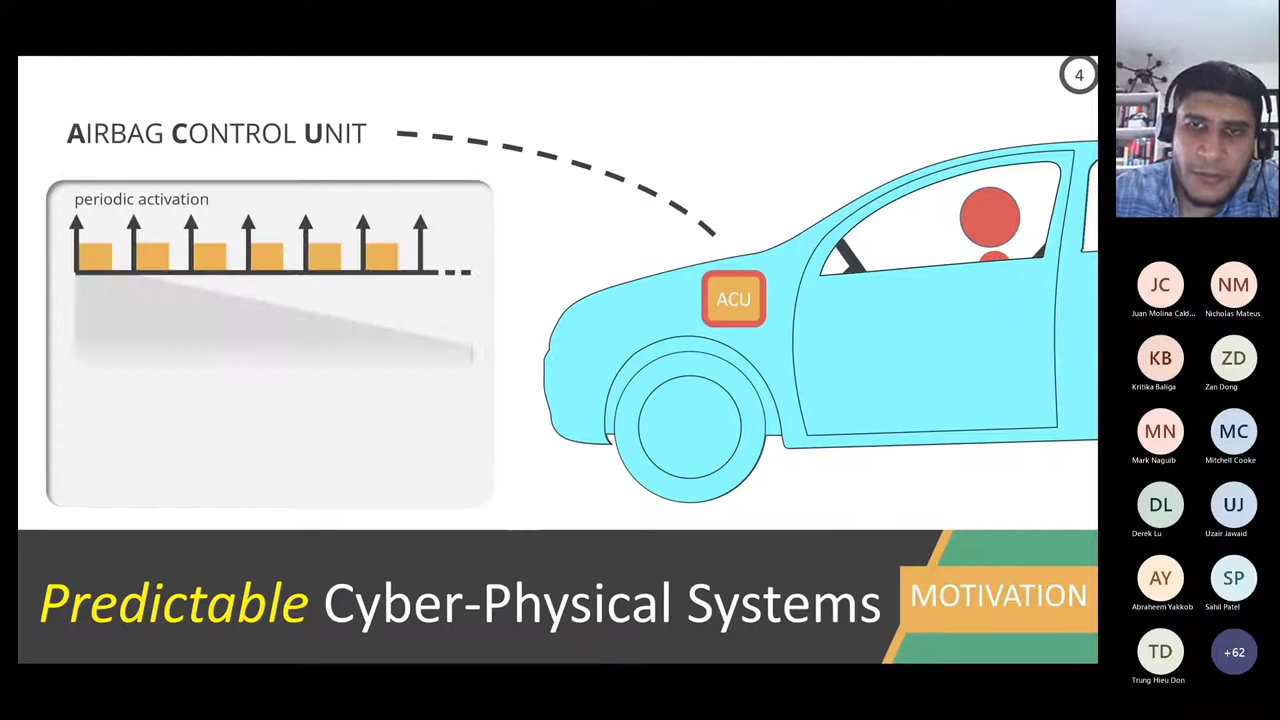 4
AIRBAG CONTROL UNIT
periodic activation
ACU
Predictable Cyber-Physical Systems
MOTIVATION
JC
Juan Molina Cald...
NM
Nicholas Mateus
KB
Kritika Baliga
ZD
Zan Dong
MN
Mark Naguib
MC
Mitchell Cooke
DL
Derek Lu
UJ
Uzair Jawaid
AY
Abraheem Yakkob
SP
Sahil Patel
TD
Trung Hieu Don
+62